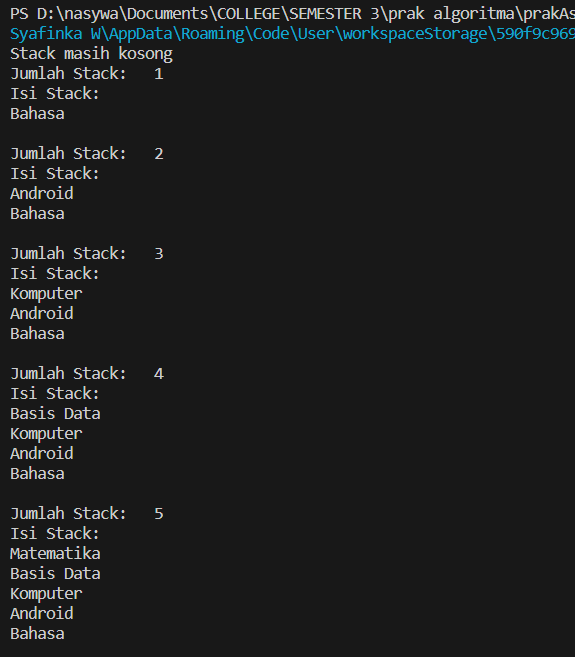 PS D:\nasywa\Documents\COLLEGE\SEMESTER 3\prak algoritma\prakAs
Syafinka W\AppData\Roaming\Code\User\workspaceStorage\590f9c969
Stack masih kosong
Jumlah Stack:   1
Isi Stack:
Bahasa

Jumlah Stack:   2
Isi Stack:
Android
Bahasa

Jumlah Stack:   3
Isi Stack:
Komputer
Android
Bahasa

Jumlah Stack:   4
Isi Stack:
Basis Data
Komputer
Android
Bahasa

Jumlah Stack:   5
Isi Stack:
Matematika
Basis Data
Komputer
Android
Bahasa